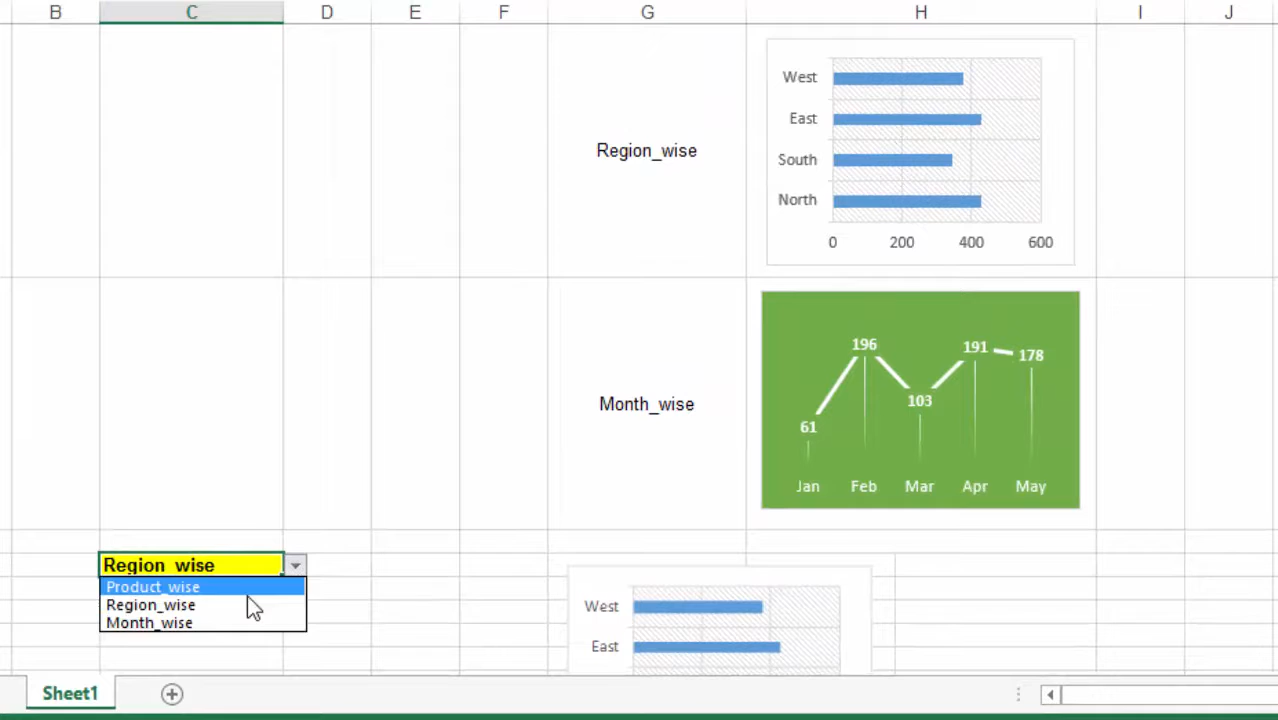 B C D E F G H I J
West
East
Region_wise
South
North
0 200 400 600
196 191 178
103
Month_wise
61
Jan Feb Mar Apr May
Region_wise
Product_wise
Region_wise
Month_wise
West
East
Sheet1